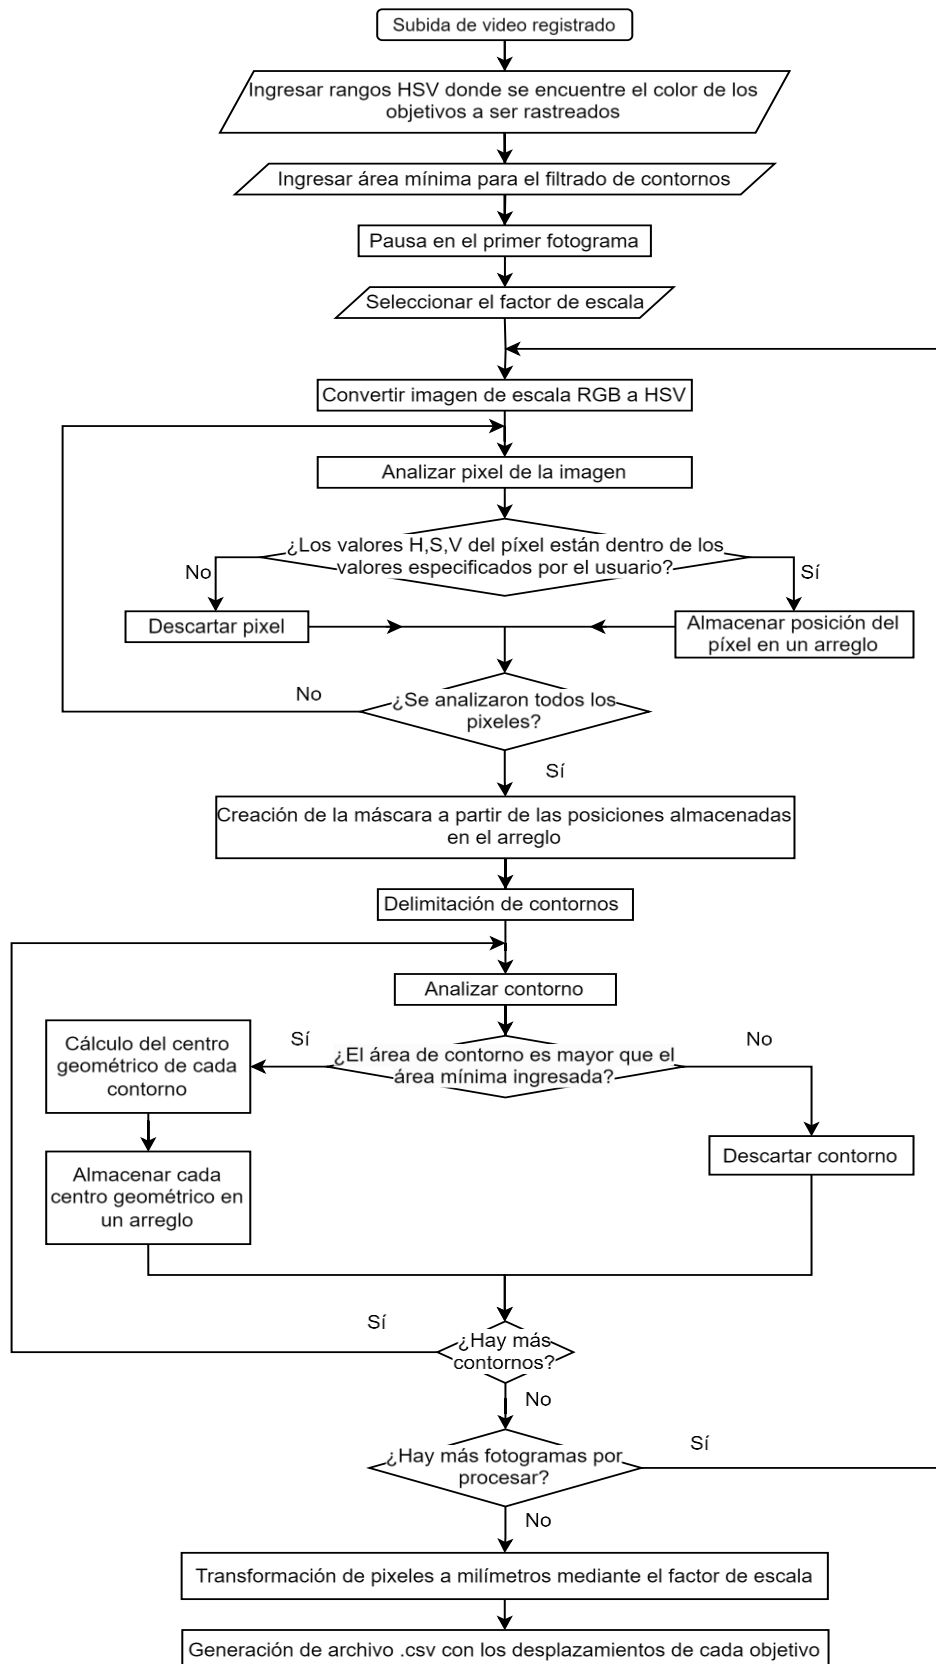 Subida de video registrado
Ingresar rangos HSV donde se encuentre el color de los
objetivos a ser rastreados
Ingresar área mínima para el filtrado de contornos
Pausa en el primer fotograma
Seleccionar el factor de escala
Convertir imagen de escala RGB a HSV
Analizar pixel de la imagen
¿Los valores H,S,V del píxel están dentro de los
valores especificados por el usuario?
No
Sí
Descartar pixel
Almacenar posición del
píxel en un arreglo
No
¿Se analizaron todos los
pixeles?
Sí
Creación de la máscara a partir de las posiciones almacenadas
en el arreglo
Delimitación de contornos
Analizar contorno
Sí
¿El área de contorno es mayor que el
área mínima ingresada?
No
Cálculo del centro
geométrico de cada
contorno
Descartar contorno
Almacenar cada
centro geométrico en
un arreglo
Sí
¿Hay más
contornos?
No
¿Hay más fotogramas por
procesar?
Sí
No
Transformación de pixeles a milímetros mediante el factor de escala
Generación de archivo .csv con los desplazamientos de cada objetivo